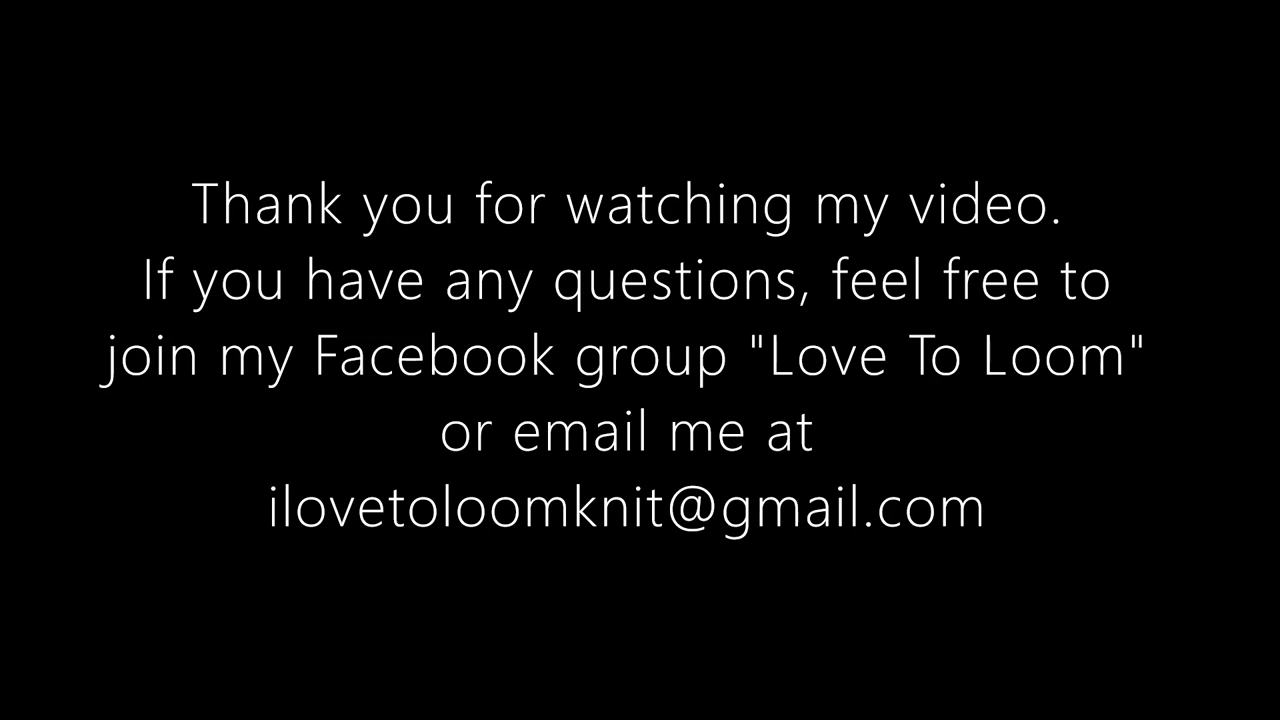 Thank you for watching my video.
If you have any questions, feel free to
join my Facebook group "Love To Loom"
or email me at
ilovetoloomknit@gmail.com